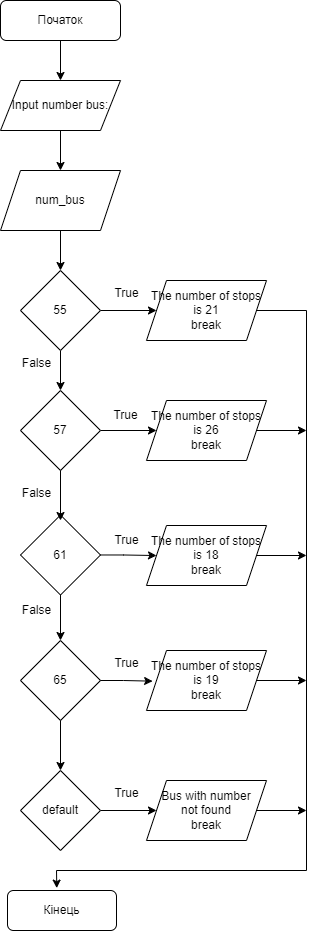 Початок
Input number bus:
num_bus
55
True
The number of stops
is 21
break
False
57
True
The number of stops
is 26
break
False
61
True
The number of stops
is 18
break
False
65
True
The number of stops
is 19
break
default
True
Bus with number
not found
break
Кінець